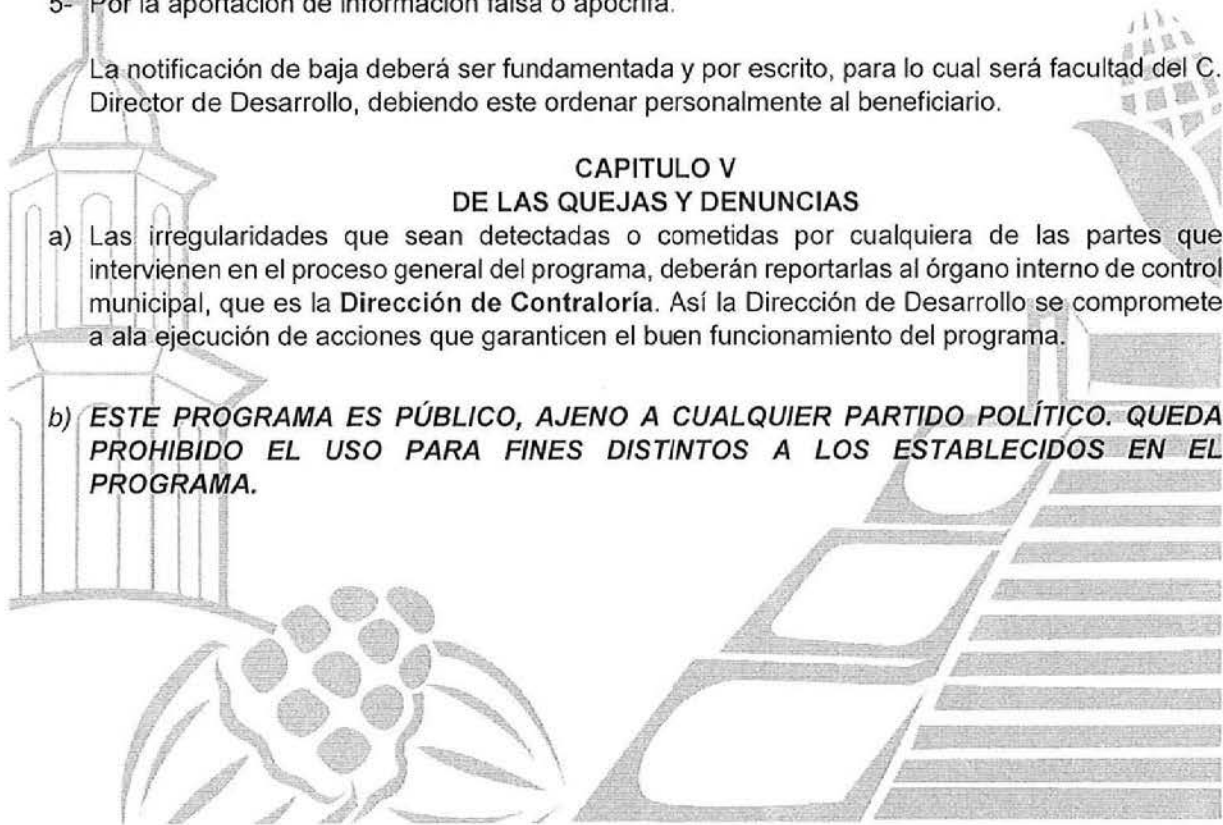 5- Por la aportación de información falsa o apócrifa.
La notificación de baja deberá ser fundamentada y por escrito, para lo cual será facultad del C.
Director de Desarrollo, debiendo este ordenar personalmente al beneficiario.
CAPITULO V
DE LAS QUEJAS Y DENUNCIAS
a) Las irregularidades que sean detectadas o cometidas por cualquiera de las partes que
intervienen en el proceso general del programa, deberán reportarlas al órgano interno de control
municipal, que es la Dirección de Contraloría. Así la Dirección de Desarrollo se compromete
a ala ejecución de acciones que garanticen el buen funcionamiento del programa.
b) ESTE PROGRAMA ES PÚBLICO, AJENO A CUALQUIER PARTIDO POLÍTICO. QUEDA
PROHIBIDO EL USO PARA FINES DISTINTOS A LOS ESTABLECIDOS EN EL
PROGRAMA.